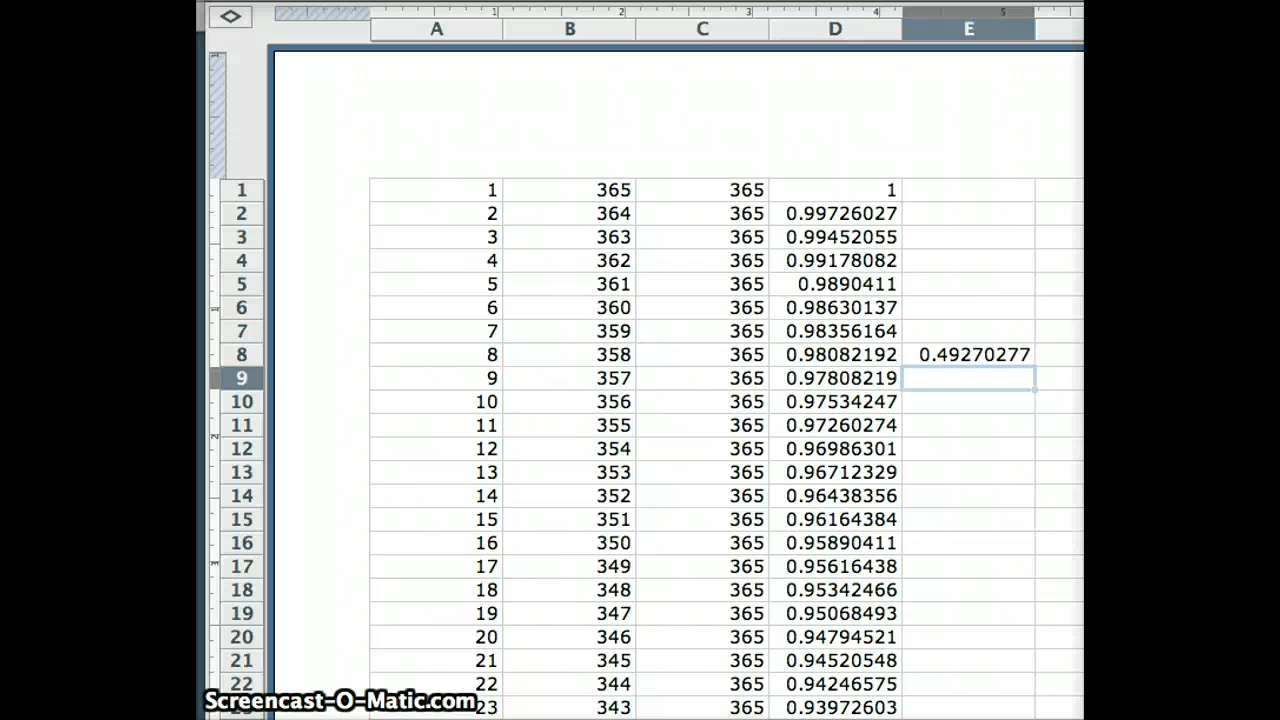 1 2 3 4 5
A B C D E
1 1 365 365 1
2 2 364 365 0.99726027
3 3 363 365 0.99452055
4 4 362 365 0.99178082
5 5 361 365 0.9890411
6 6 360 365 0.98630137
7 7 359 365 0.98356164
8 8 358 365 0.98082192 0.49270277
9 9 357 365 0.97808219
10 10 356 365 0.97534247
11 11 355 365 0.97260274
12 12 354 365 0.96986301
13 13 353 365 0.96712329
14 14 352 365 0.96438356
15 15 351 365 0.96164384
16 16 350 365 0.95890411
17 17 349 365 0.95616438
18 18 348 365 0.95342466
19 19 347 365 0.95068493
20 20 346 365 0.94794521
21 21 345 365 0.94520548
22 22 344 365 0.94246575
23 343 365 0.93972603
Screencast-O-Matic.com